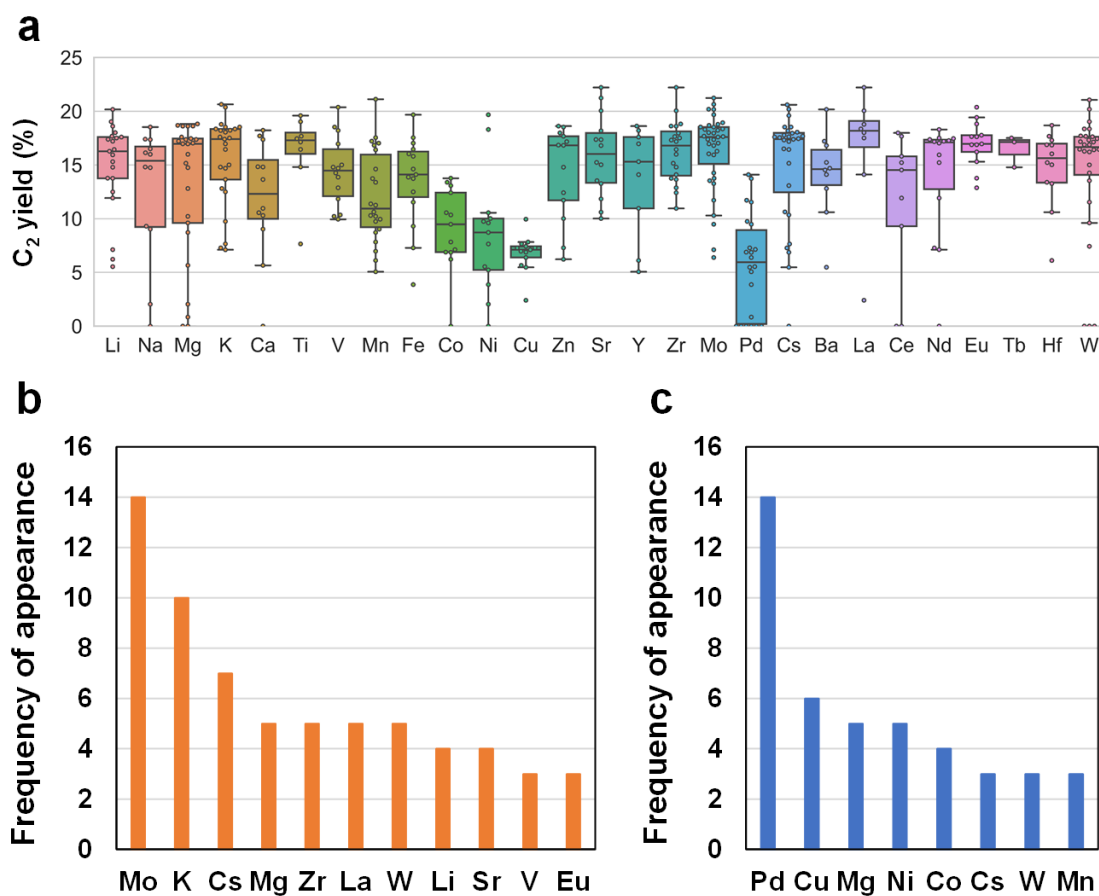 a
C₂ yield (%)
25
20
15
10
5
0
Li Na Mg K Ca Ti V Mn Fe Co Ni Cu Zn Sr Y Zr Mo Pd Cs Ba La Ce Nd Eu Tb Hf W
b
Frequency of appearance
16
14
12
10
8
6
4
2
0
Mo K Cs Mg Zr La W Li Sr V Eu
c
Frequency of appearance
16
14
12
10
8
6
4
2
0
Pd Cu Mg Ni Co Cs W Mn